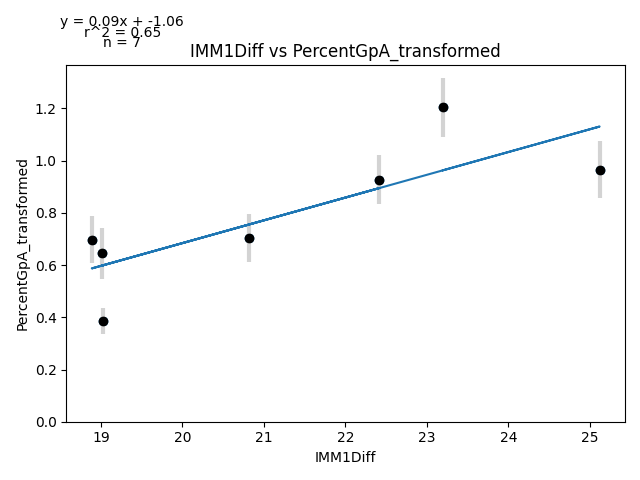 y = 0.09x + -1.06
r^2 = 0.65
n = 7
IMM1Diff vs PercentGpA_transformed
PercentGpA_transformed
1.2
1.0
0.8
0.6
0.4
0.2
0.0
19 20 21 22 23 24 25
IMM1Diff